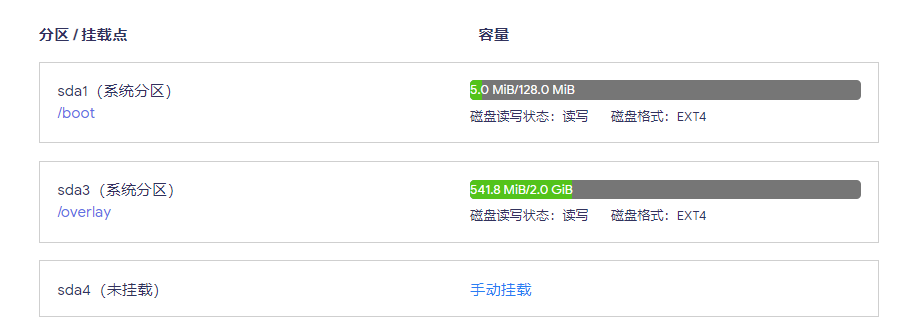 分区 / 挂载点 容量
sda1（系统分区） 5.0 MiB/128.0 MiB
/boot 磁盘读写状态：读写 磁盘格式：EXT4
sda3（系统分区） 541.8 MiB/2.0 GiB
/overlay 磁盘读写状态：读写 磁盘格式：EXT4
sda4（未挂载） 手动挂载